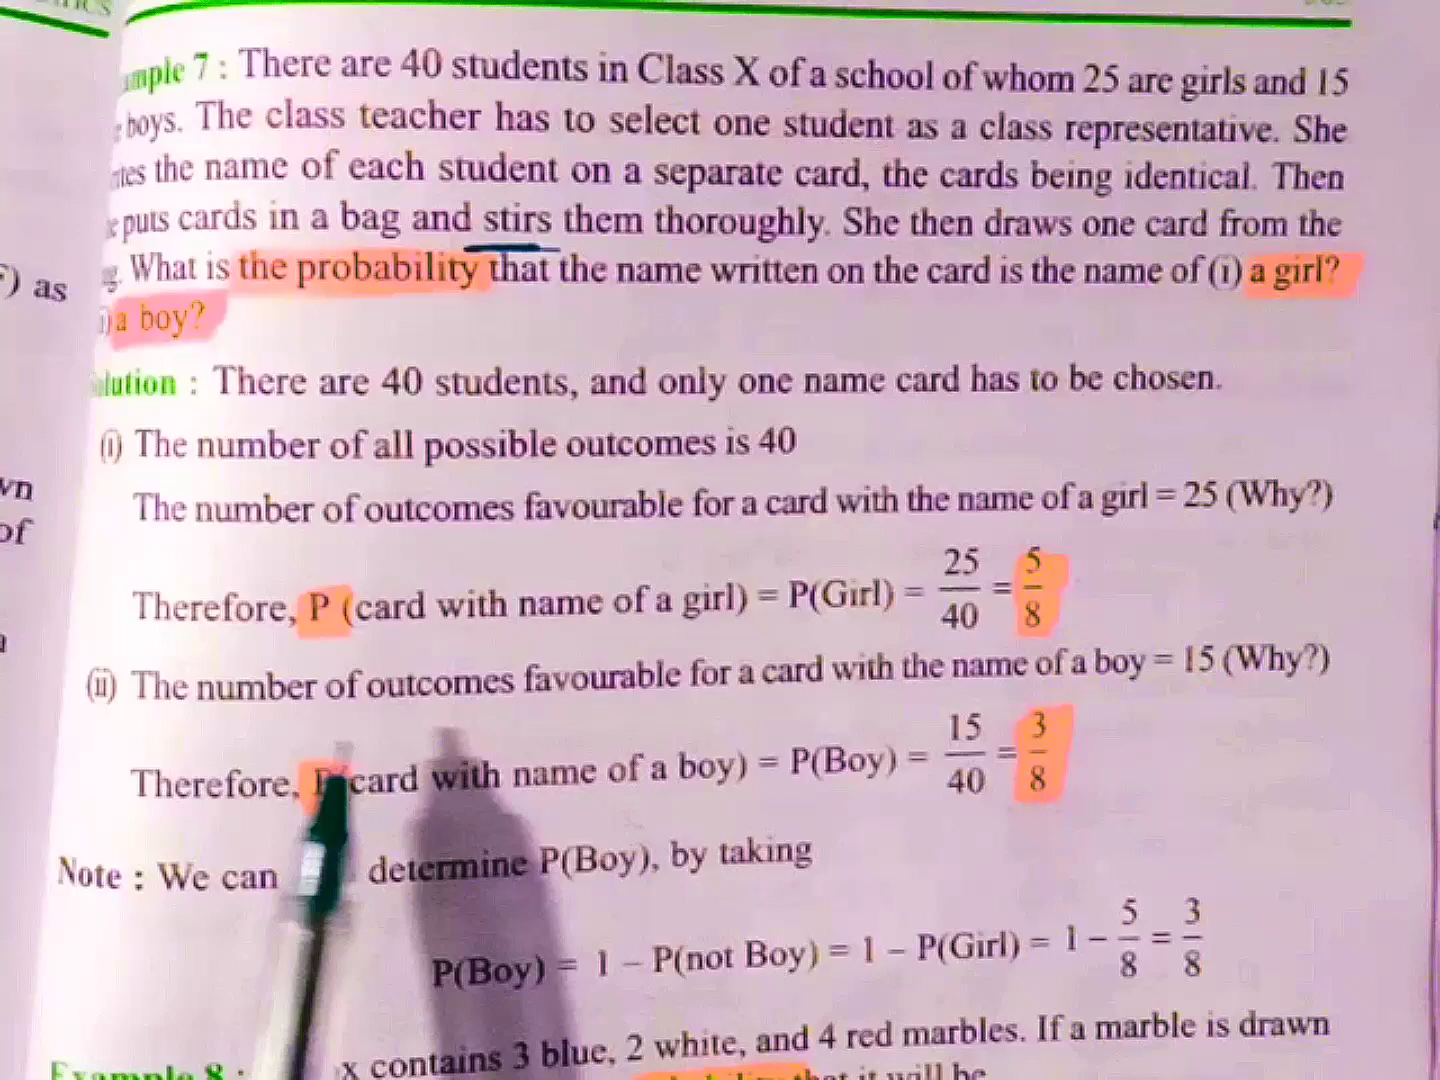 mple 7 : There are 40 students in Class X of a school of whom 25 are girls and 15
boys. The class teacher has to select one student as a class representative. She
tes the name of each student on a separate card, the cards being identical. Then
e puts cards in a bag and stirs them thoroughly. She then draws one card from the
g. What is the probability that the name written on the card is the name of (i) a girl?
i) a boy?
F) as
lution : There are 40 students, and only one name card has to be chosen.
(i) The number of all possible outcomes is 40
wn
The number of outcomes favourable for a card with the name of a girl = 25 (Why?)
of
Therefore, P (card with name of a girl) = P(Girl) = 25/40 = 5/8
(ii) The number of outcomes favourable for a card with the name of a boy = 15 (Why?)
Therefore, P(card with name of a boy) = P(Boy) = 15/40 = 3/8
Note : We can determine P(Boy), by taking
P(Boy) = 1 – P(not Boy) = 1 – P(Girl) = 1 – 5/8 = 3/8
Example 8 : x contains 3 blue, 2 white, and 4 red marbles. If a marble is drawn
that it will be